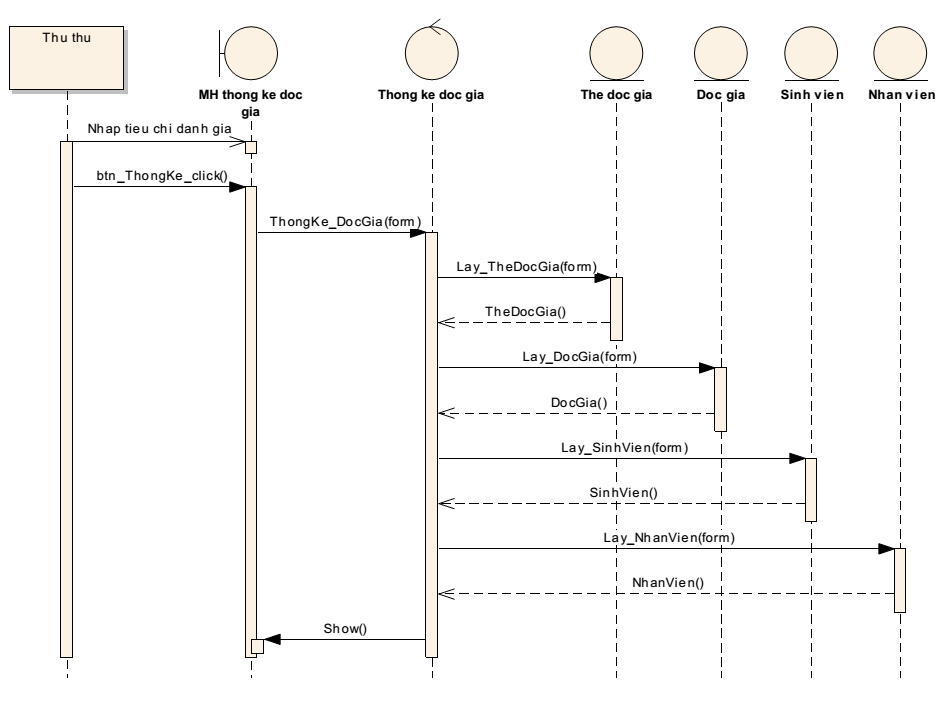 Thu thu
MH thong ke doc
gia
Thong ke doc gia
The doc gia
Doc gia
Sinh vien
Nhan vien
Nhap tieu chi danh gia
btn_ThongKe_click()
ThongKe_DocGia(form)
Lay_TheDocGia(form)
TheDocGia()
Lay_DocGia(form)
DocGia()
Lay_SinhVien(form)
SinhVien()
Lay_NhanVien(form)
NhanVien()
Show()